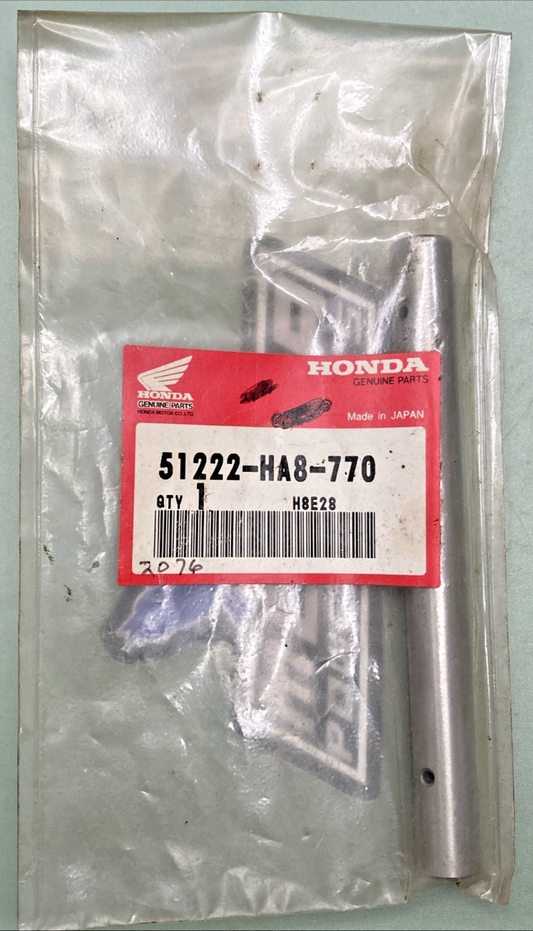 HONDA
GENUINE PARTS
HONDA MOTOR CO.,LTD.
HONDA
GENUINE PARTS
Made in JAPAN
51222-HA8-770
QTY 1 H8E28
2076